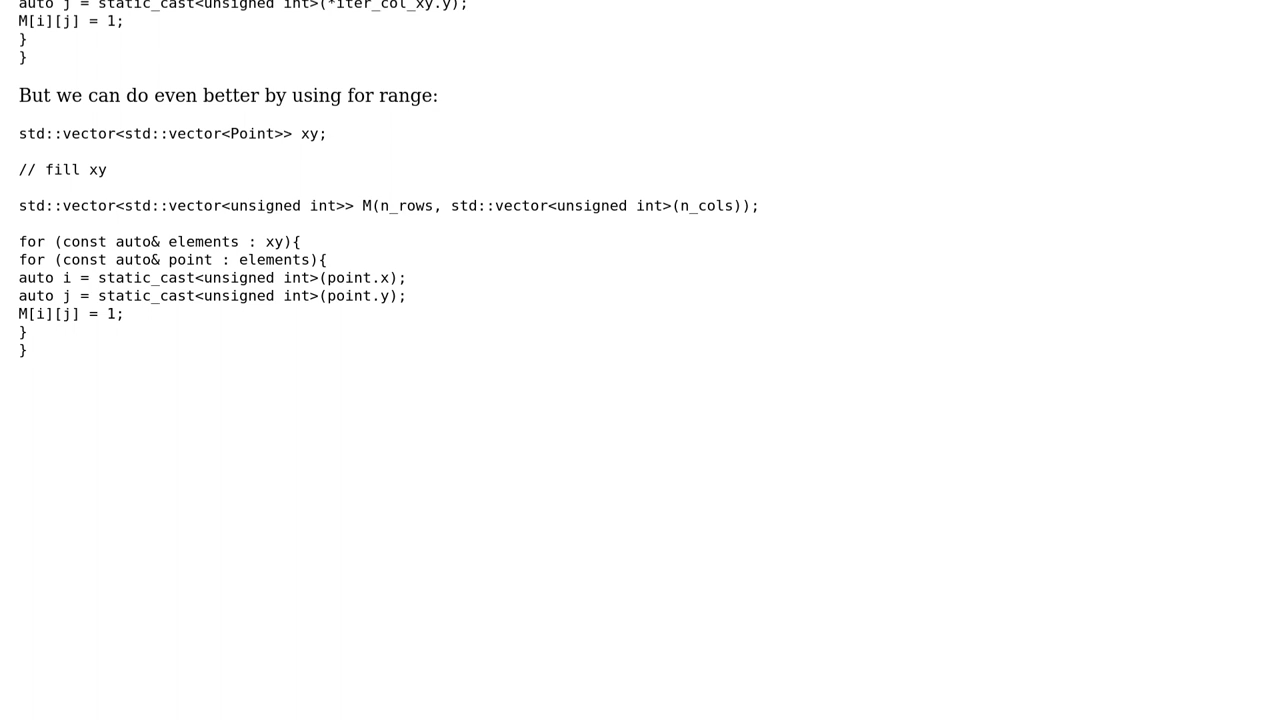 auto j = static_cast<unsigned int>(*iter_col_xy.y);
M[i][j] = 1;
}
}
But we can do even better by using for range:
std::vector<std::vector<Point>> xy;
// fill xy
std::vector<std::vector<unsigned int>> M(n_rows, std::vector<unsigned int>(n_cols));
for (const auto& elements : xy){
for (const auto& point : elements){
auto i = static_cast<unsigned int>(point.x);
auto j = static_cast<unsigned int>(point.y);
M[i][j] = 1;
}
}